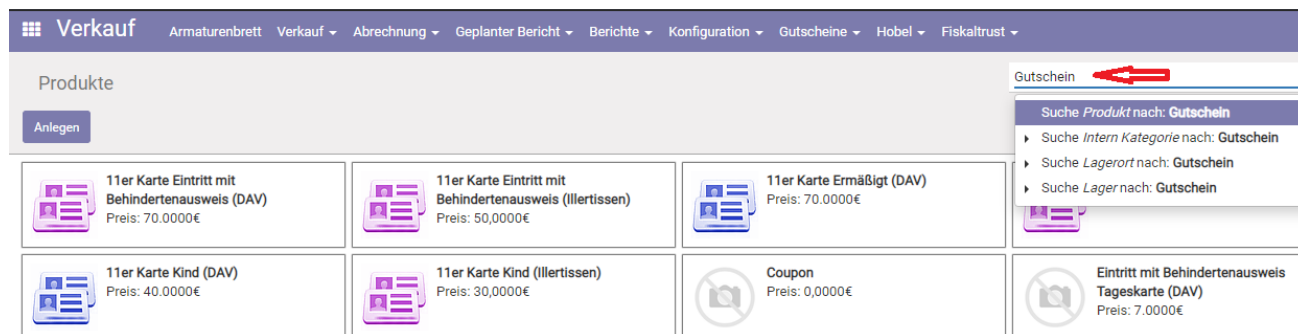 Verkauf Armaturenbrett Verkauf Abrechnung Geplanter Bericht Berichte Konfiguration Gutscheine Hobel Fiskaltrust
Produkte
Gutschein
Anlegen
Suche Produkt nach: Gutschein
Suche Intern Kategorie nach: Gutschein
Suche Lagerort nach: Gutschein
Suche Lager nach: Gutschein
11er Karte Eintritt mit
Behindertenausweis (DAV)
Preis: 70.0000€
11er Karte Eintritt mit
Behindertenausweis (Illertissen)
Preis: 50,0000€
11er Karte Ermäßigt (DAV)
Preis: 70.0000€
11er Karte Kind (DAV)
Preis: 40.0000€
11er Karte Kind (Illertissen)
Preis: 30,0000€
Coupon
Preis: 0,0000€
Eintritt mit Behindertenausweis
Tageskarte (DAV)
Preis: 7.0000€